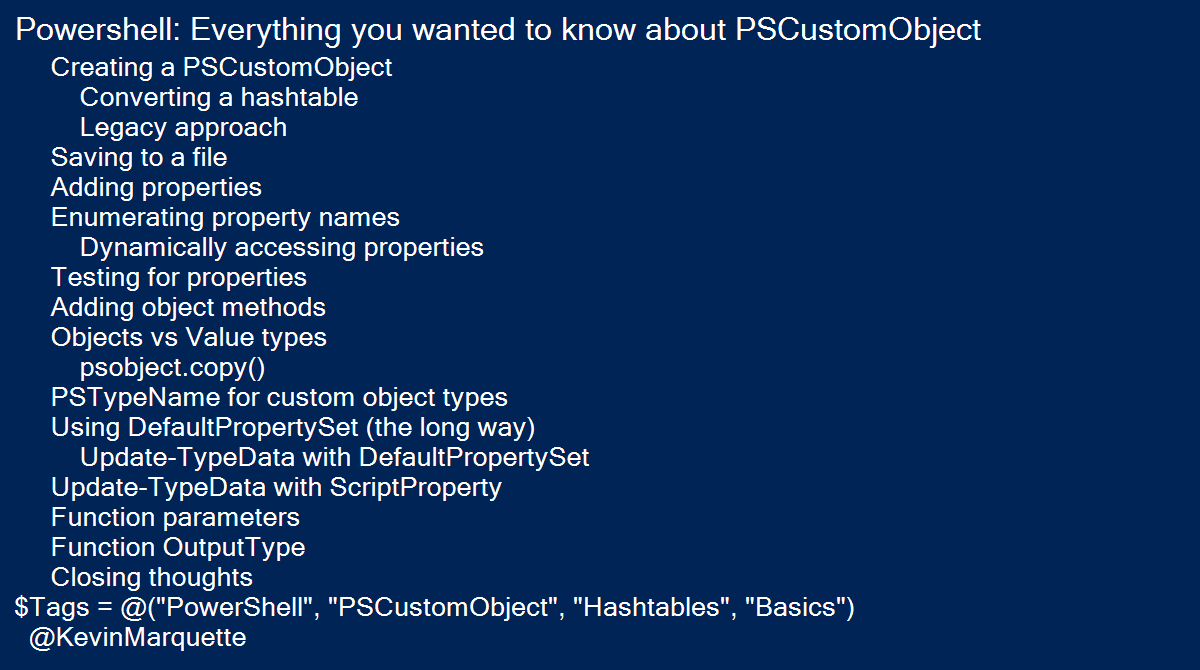 Powershell: Everything you wanted to know about PSCustomObject
Creating a PSCustomObject
Converting a hashtable
Legacy approach
Saving to a file
Adding properties
Enumerating property names
Dynamically accessing properties
Testing for properties
Adding object methods
Objects vs Value types
psobject.copy()
PSTypeName for custom object types
Using DefaultPropertySet (the long way)
Update-TypeData with DefaultPropertySet
Update-TypeData with ScriptProperty
Function parameters
Function OutputType
Closing thoughts
$Tags = @("PowerShell", "PSCustomObject", "Hashtables", "Basics")
@KevinMarquette